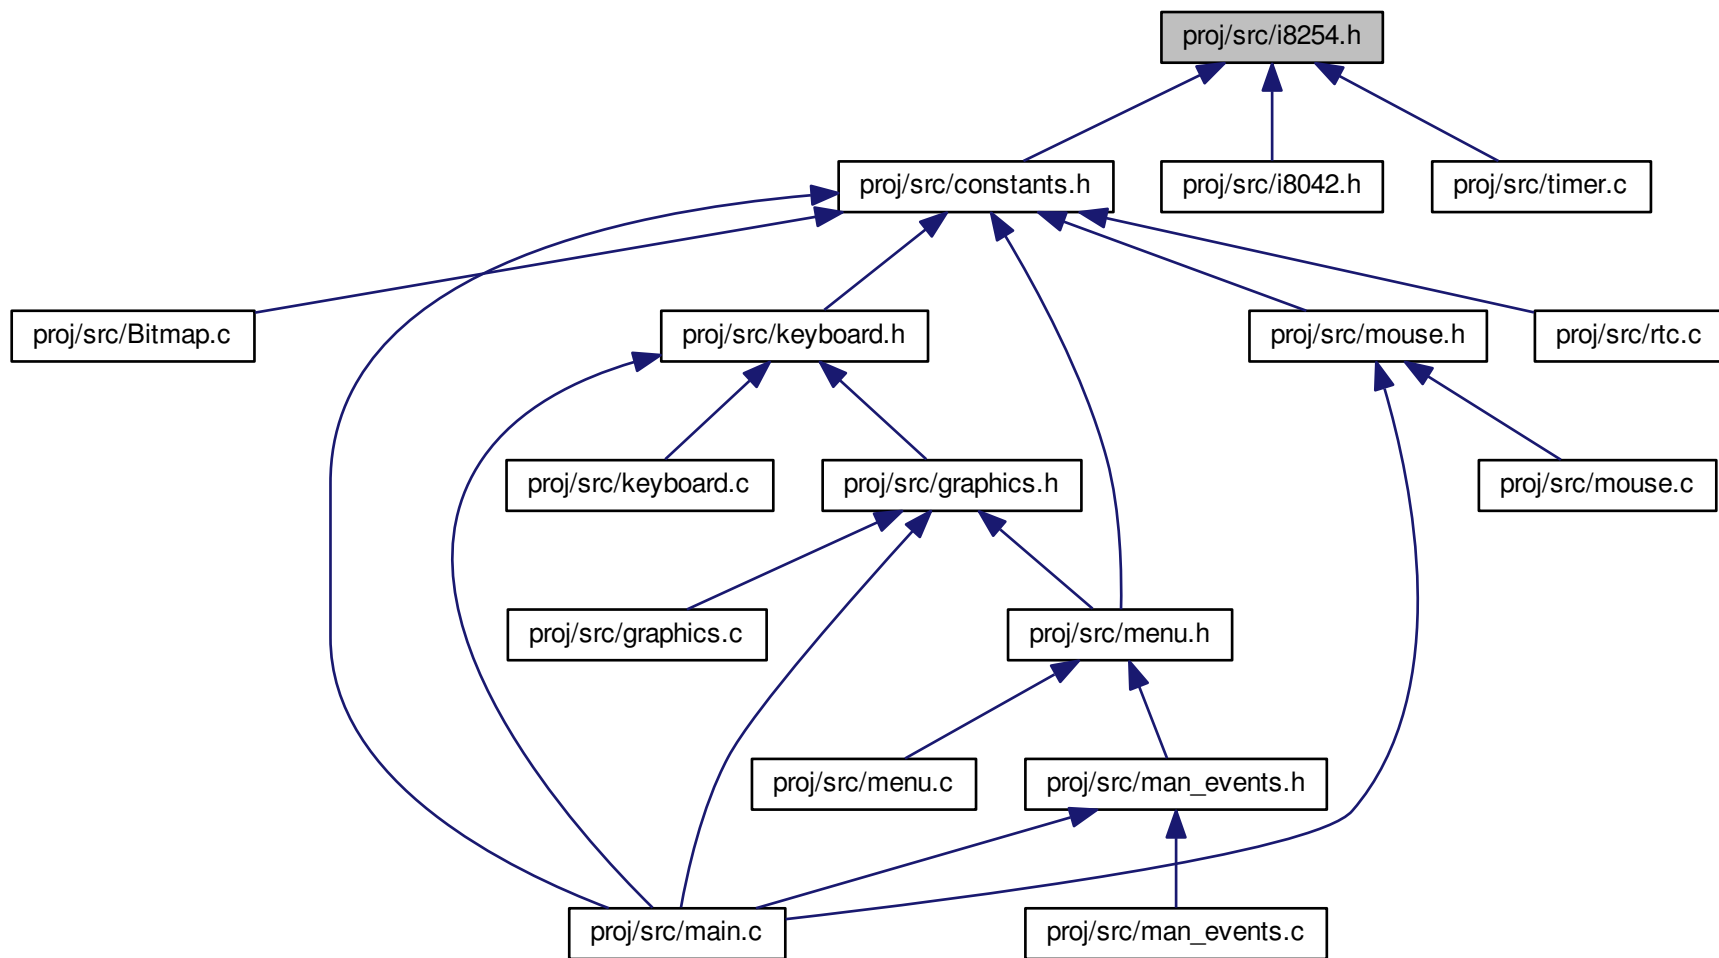 proj/src/i8254.h
proj/src/constants.h
proj/src/i8042.h
proj/src/timer.c
proj/src/Bitmap.c
proj/src/keyboard.h
proj/src/mouse.h
proj/src/rtc.c
proj/src/keyboard.c
proj/src/graphics.h
proj/src/mouse.c
proj/src/graphics.c
proj/src/menu.h
proj/src/menu.c
proj/src/man_events.h
proj/src/main.c
proj/src/man_events.c